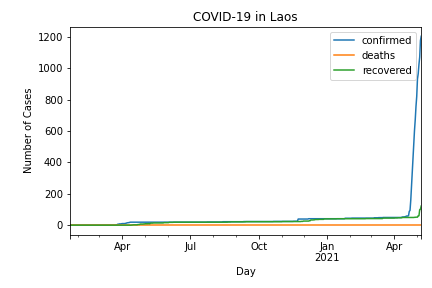 COVID-19 in Laos
confirmed
deaths
recovered
Number of Cases
1200
1000
800
600
400
200
0
Apr
Jul
Oct
Jan
2021
Apr
Day